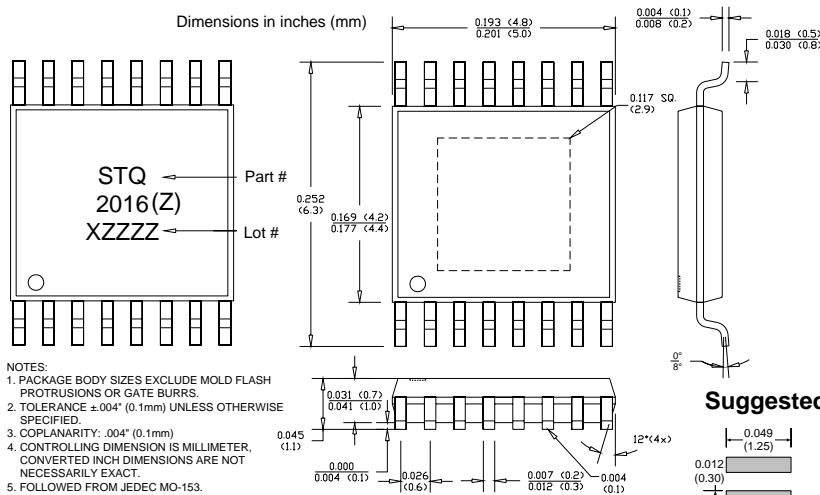 Dimensions in inches (mm)
0.193 (4.8)
0.201 (5.0)
0.004 (0.1)
0.008 (0.2)
0.018 (0.5)
0.030 (0.8)
0.117 SQ.
(2.9)
STQ
2016(Z)
XZZZZ
Part #
Lot #
0.252
(6.3)
0.169 (4.2)
0.177 (4.4)
0°
8°
NOTES:
1. PACKAGE BODY SIZES EXCLUDE MOLD FLASH
PROTRUSIONS OR GATE BURRS.
2. TOLERANCE ±.004" (0.1mm) UNLESS OTHERWISE
SPECIFIED.
3. COPLANARITY: .004" (0.1mm)
4. CONTROLLING DIMENSION IS MILLIMETER,
CONVERTED INCH DIMENSIONS ARE NOT
NECESSARILY EXACT.
5. FOLLOWED FROM JEDEC MO-153.
0.031 (0.7)
0.041 (1.0)
0.045
(1.1)
0.000
0.004 (0.1)
0.026
(0.6)
0.007 (0.2)
0.012 (0.3)
0.004
(0.1)
12°(4x)
Suggested
0.049
(1.25)
0.012
(0.30)